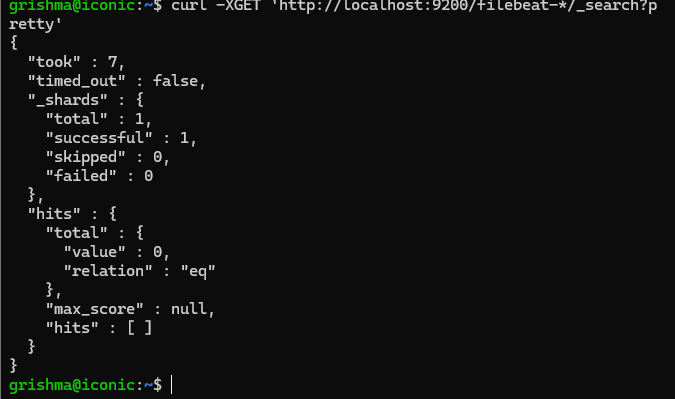 grishma@iconic:~$ curl -XGET 'http://localhost:9200/filebeat-*/_search?p
retty'
{
  "took" : 7,
  "timed_out" : false,
  "_shards" : {
    "total" : 1,
    "successful" : 1,
    "skipped" : 0,
    "failed" : 0
  },
  "hits" : {
    "total" : {
      "value" : 0,
      "relation" : "eq"
    },
    "max_score" : null,
    "hits" : [ ]
  }
}
grishma@iconic:~$